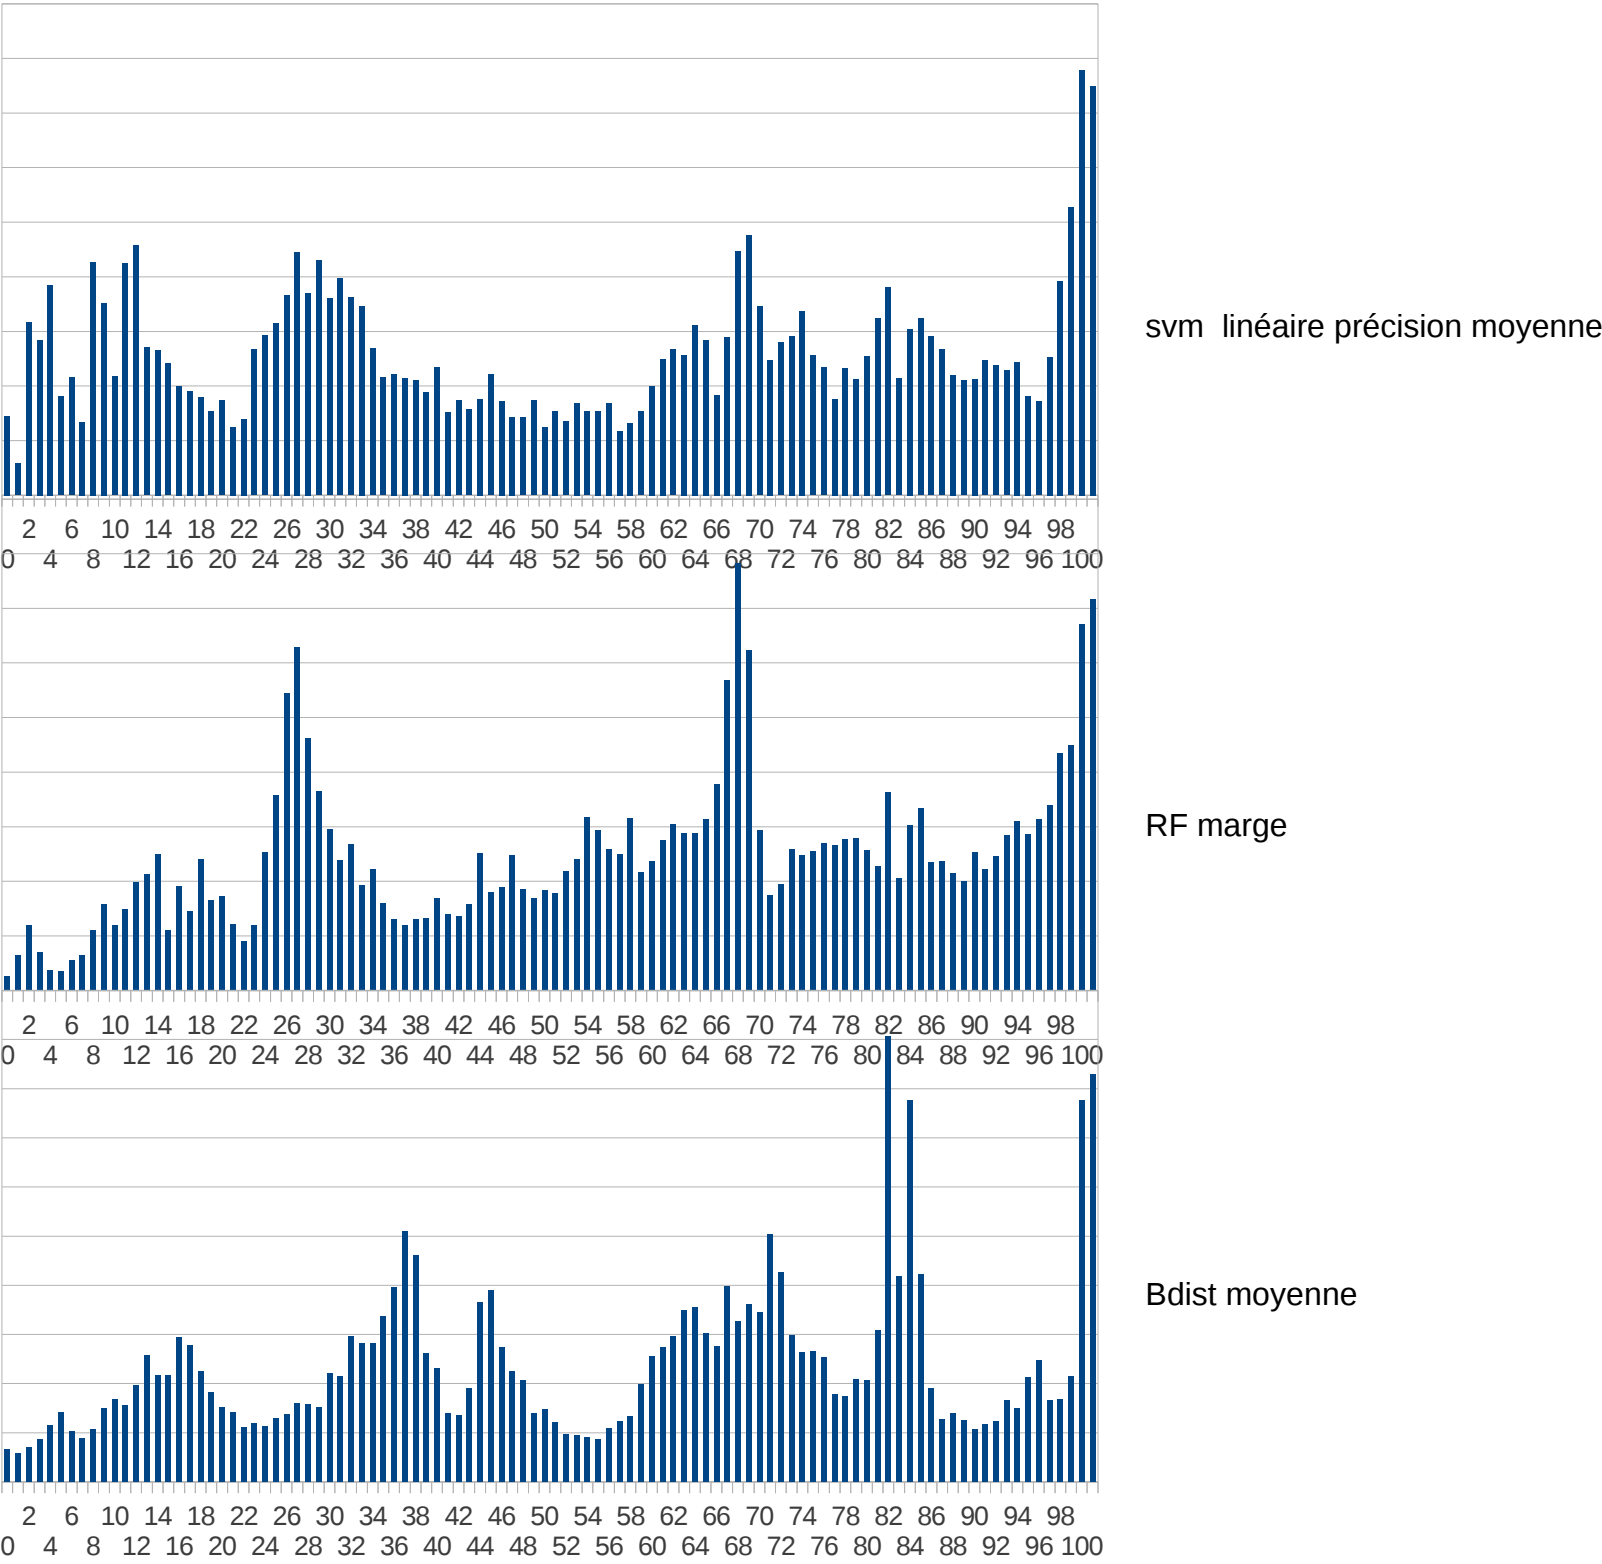 svm  linéaire précision moyenne
2 6 10 14 18 22 26 30 34 38 42 46 50 54 58 62 66 70 74 78 82 86 90 94 98
0 4 8 12 16 20 24 28 32 36 40 44 48 52 56 60 64 68 72 76 80 84 88 92 96 100
RF marge
2 6 10 14 18 22 26 30 34 38 42 46 50 54 58 62 66 70 74 78 82 86 90 94 98
0 4 8 12 16 20 24 28 32 36 40 44 48 52 56 60 64 68 72 76 80 84 88 92 96 100
Bdist moyenne
2 6 10 14 18 22 26 30 34 38 42 46 50 54 58 62 66 70 74 78 82 86 90 94 98
0 4 8 12 16 20 24 28 32 36 40 44 48 52 56 60 64 68 72 76 80 84 88 92 96 100